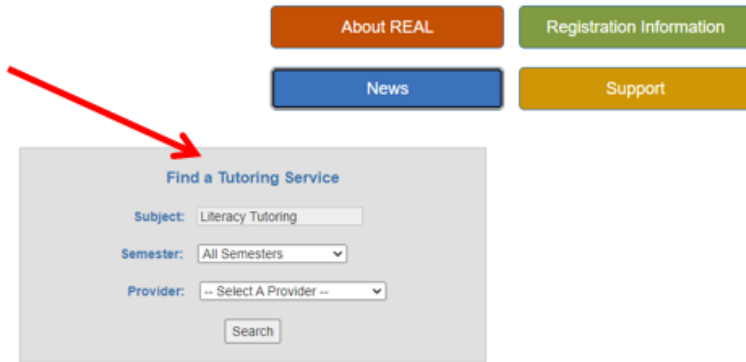 About REAL Registration Information
News Support
Find a Tutoring Service
Subject: Literacy Tutoring
Semester: All Semesters
Provider: -- Select A Provider --
Search